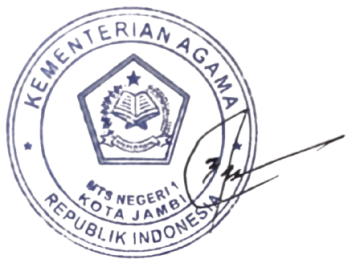 KEMENTERIAN AGAMA
MTS NEGERI 1
KOTA JAMBI
REPUBLIK INDONESIA